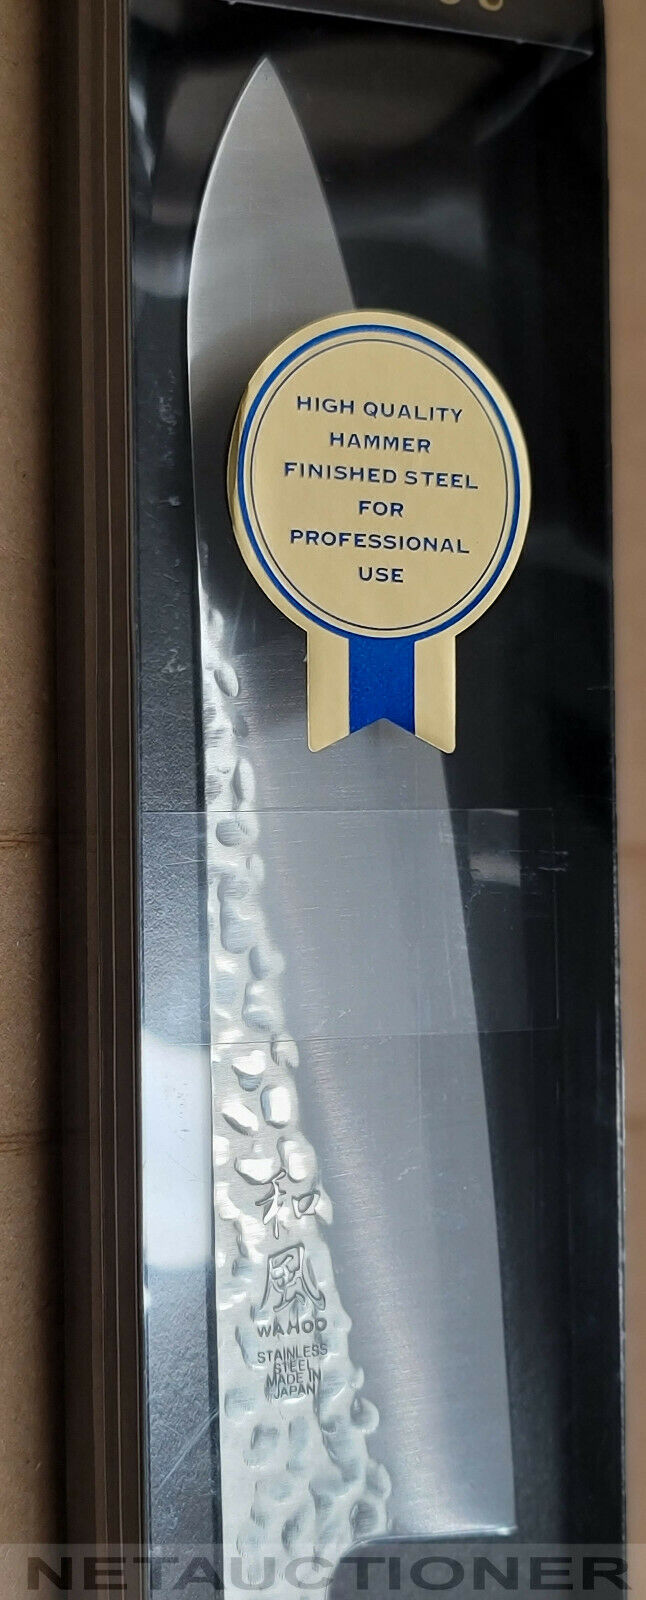 HIGH QUALITY
HAMMER
FINISHED STEEL
FOR
PROFESSIONAL
USE
和
風
WAHOO
STAINLESS
STEEL
MADE IN
JAPAN
NETAUCTIONER